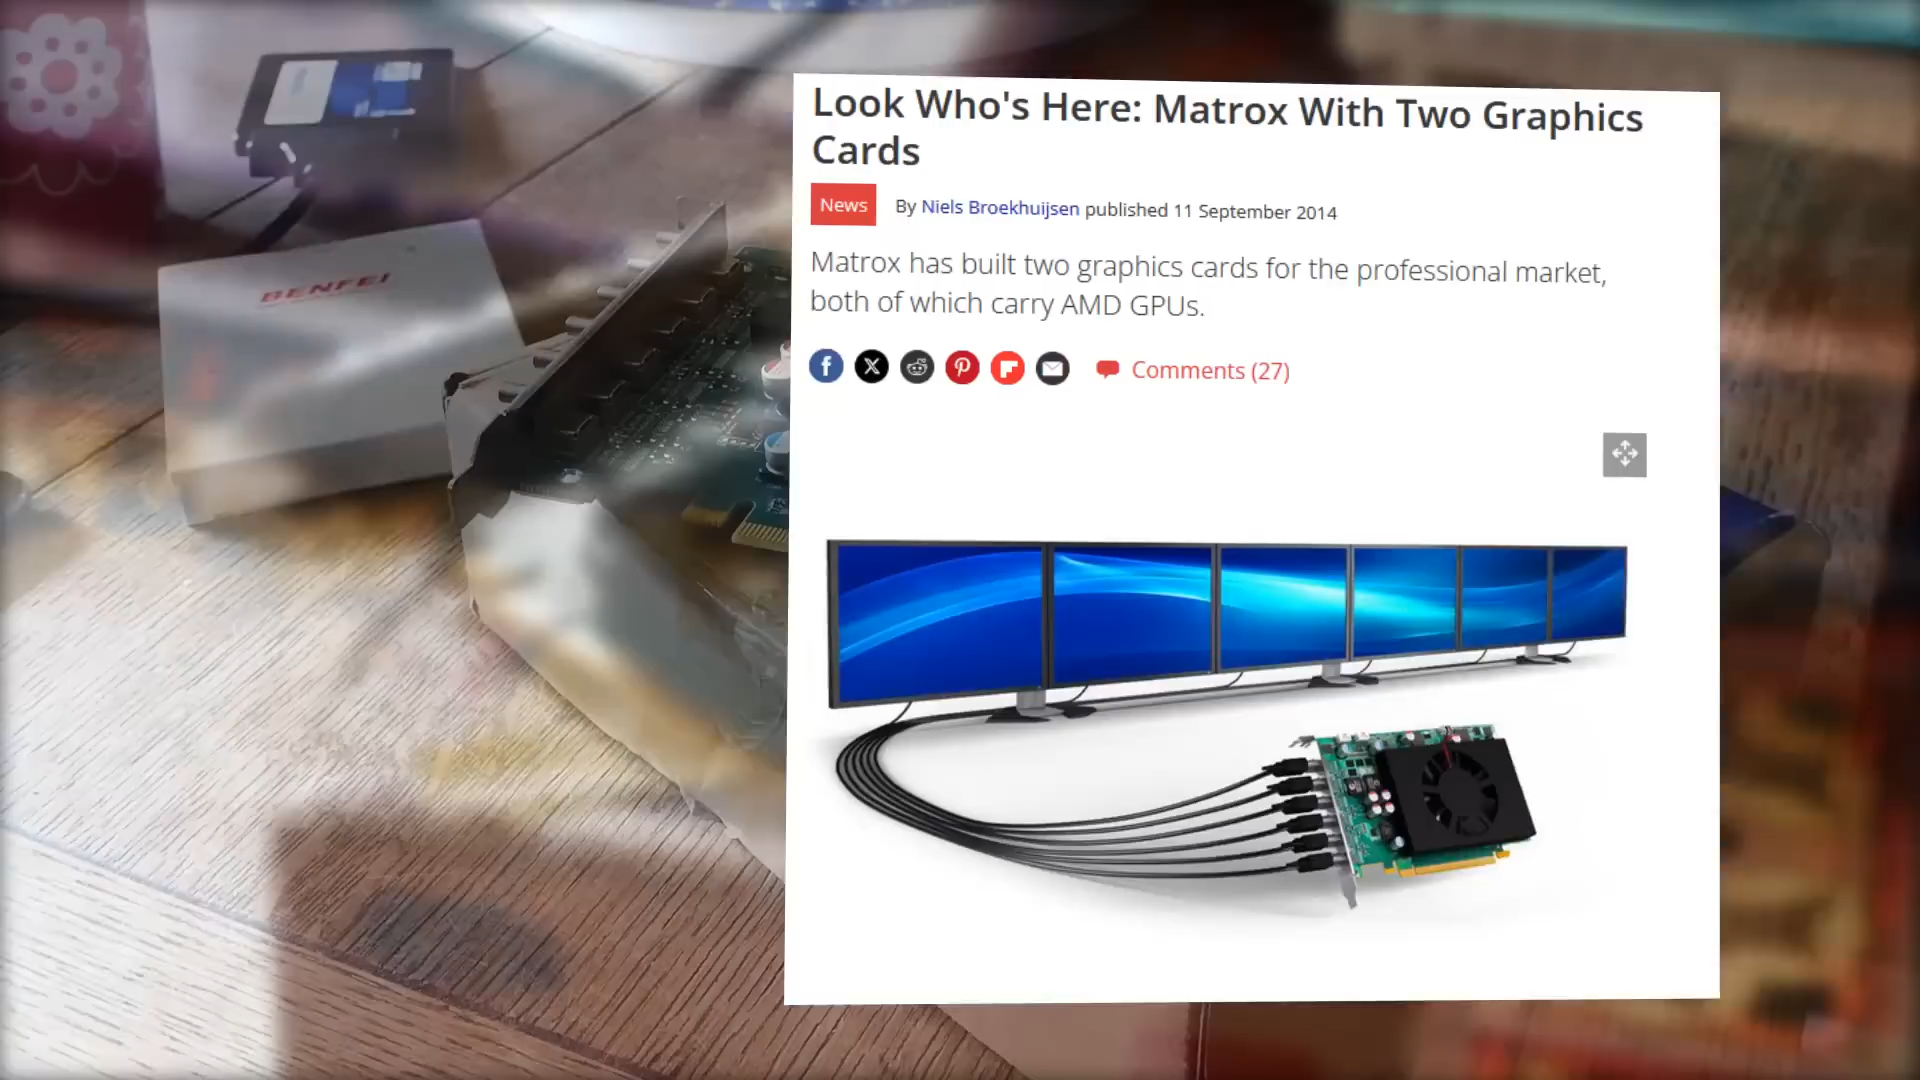 BENFEI
Look Who's Here: Matrox With Two Graphics
Cards
News
By Niels Broekhuijsen published 11 September 2014
Matrox has built two graphics cards for the professional market,
both of which carry AMD GPUs.
Comments (27)